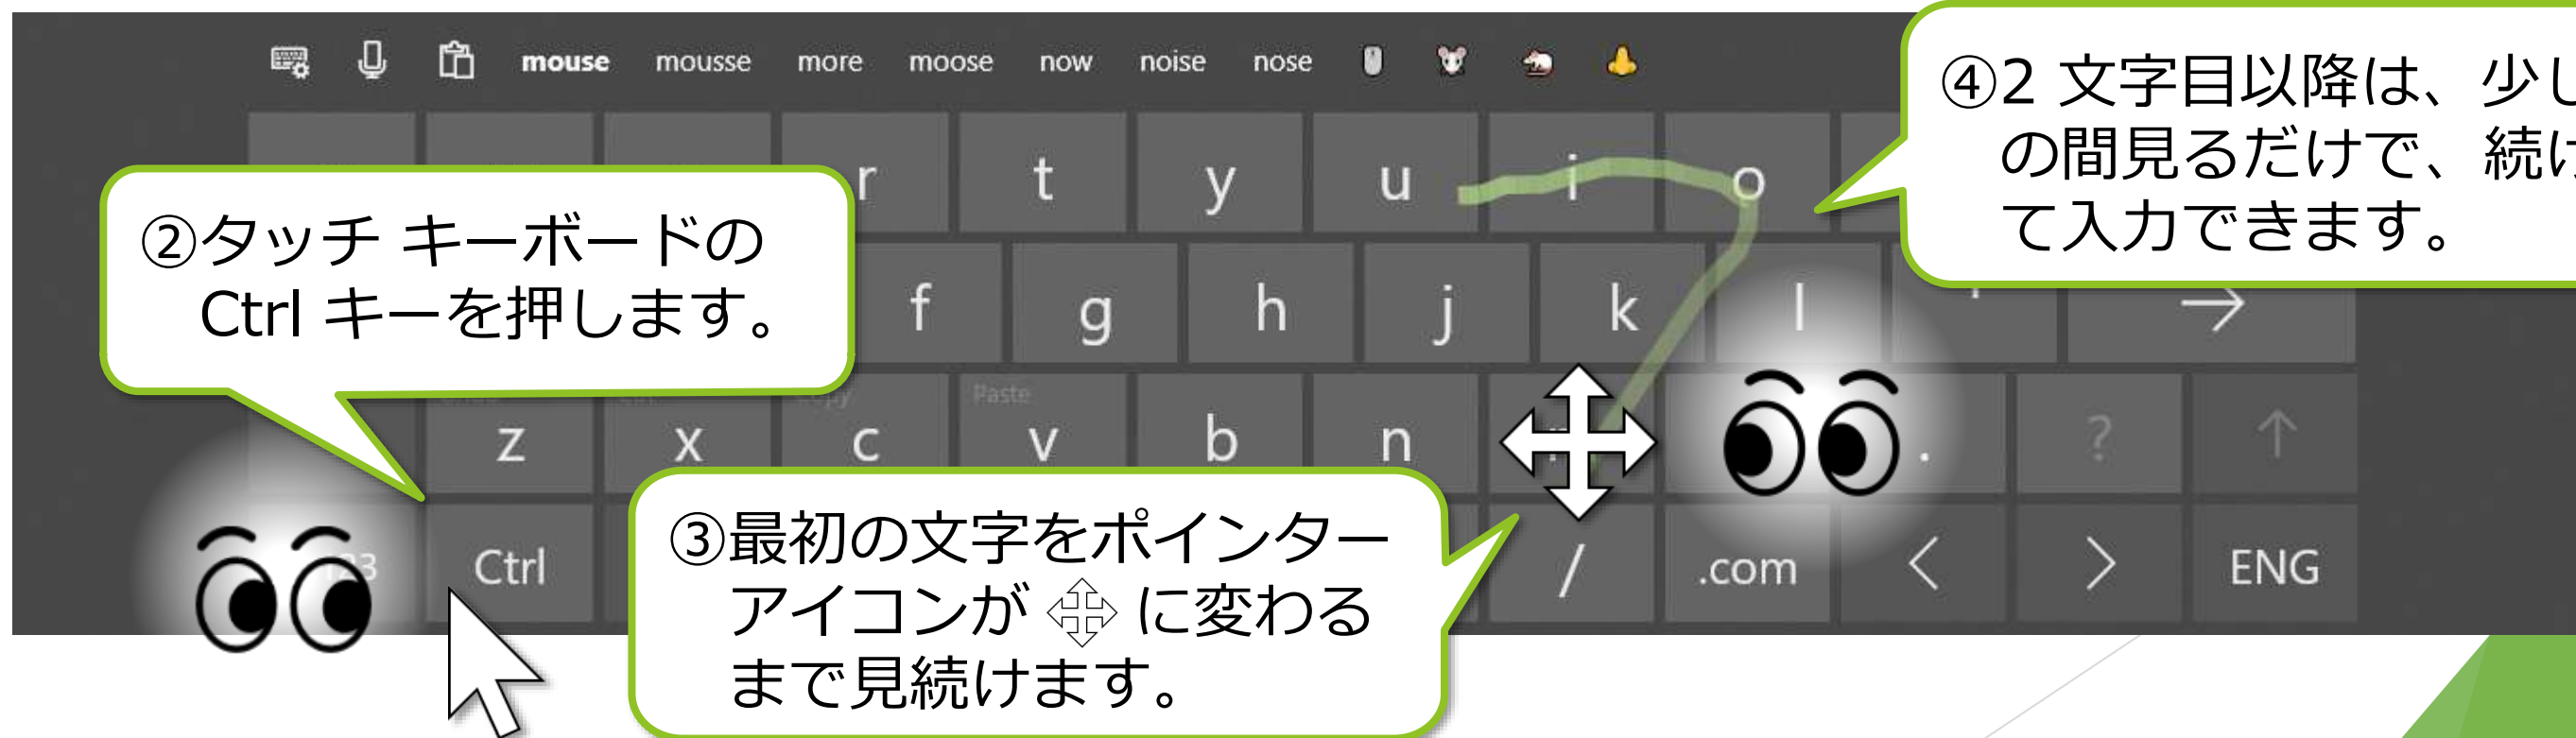 mouse mousse more moose now noise nose
r t y u i o
f g h j k l
Paste
z x c v b n .  ?
123 Ctrl / .com < > ENG
②タッチ キーボードの
Ctrl キーを押します。
③最初の文字をポインター
アイコンが に変わる
まで見続けます。
④2 文字目以降は、少し
の間見るだけで、続け
て入力できます。